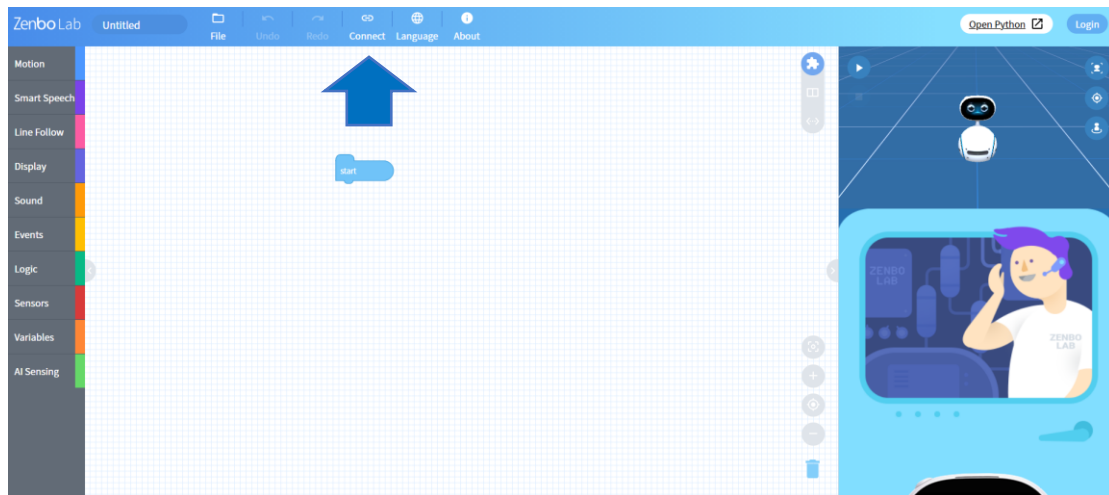 Zenbo Lab
Untitled
File
Undo
Redo
Connect
Language
About
Open Python
Login
Motion
Smart Speech
Line Follow
Display
Sound
Events
Logic
Sensors
Variables
AI Sensing
start
ZENBO
LAB
ZENBO
LAB